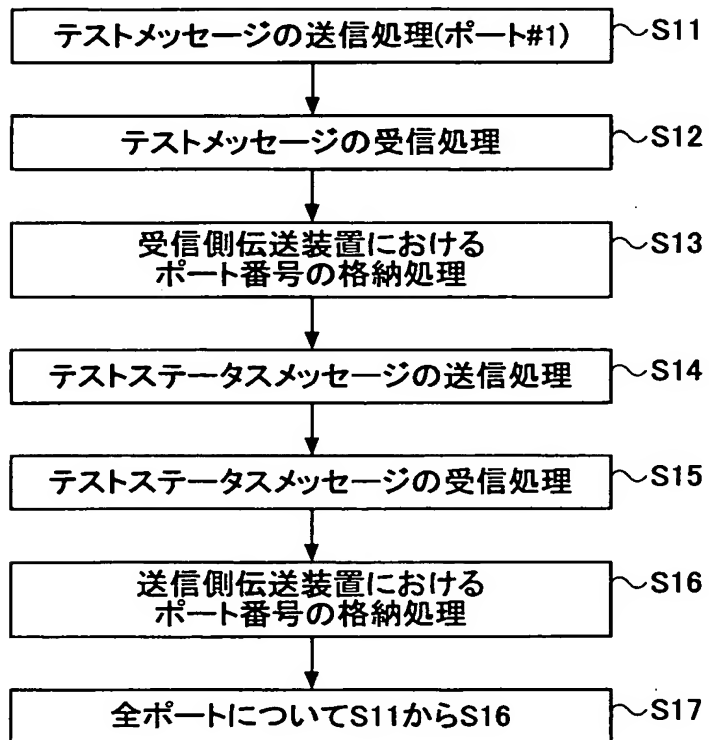 テストメッセージの送信処理(ポート#1)
~S11
テストメッセージの受信処理
~S12
受信側伝送装置における
ポート番号の格納処理
~S13
テストステータスメッセージの送信処理
~S14
テストステータスメッセージの受信処理
~S15
送信側伝送装置における
ポート番号の格納処理
~S16
全ポートについてS11からS16
~S17